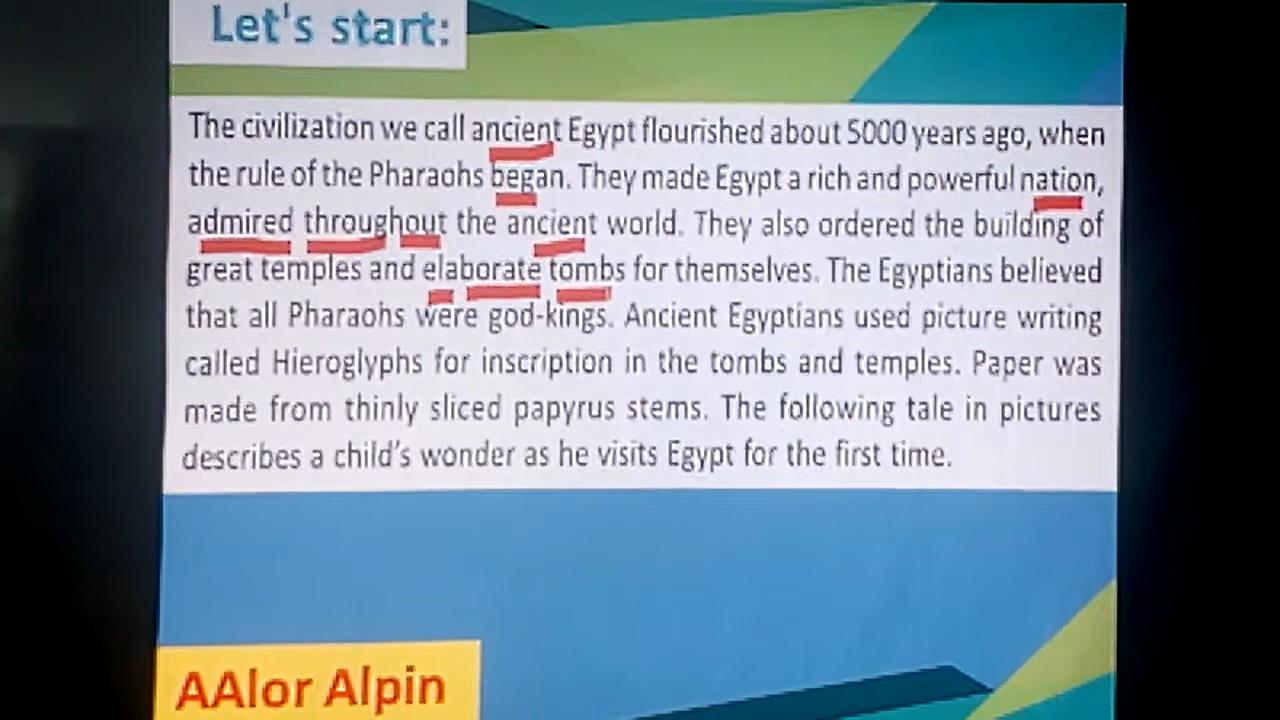 Let's start:
The civilization we call ancient Egypt flourished about 5000 years ago, when
the rule of the Pharaohs began. They made Egypt a rich and powerful nation,
admired throughout the ancient world. They also ordered the building of
great temples and elaborate tombs for themselves. The Egyptians believed
that all Pharaohs were god-kings. Ancient Egyptians used picture writing
called Hieroglyphs for inscription in the tombs and temples. Paper was
made from thinly sliced papyrus stems. The following tale in pictures
describes a child's wonder as he visits Egypt for the first time.
AAlor Alpin